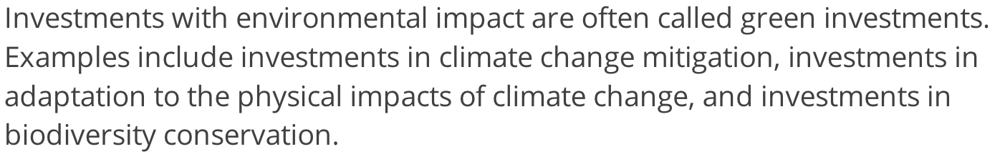 Investments with environmental impact are often called green investments.
Examples include investments in climate change mitigation, investments in
adaptation to the physical impacts of climate change, and investments in
biodiversity conservation.